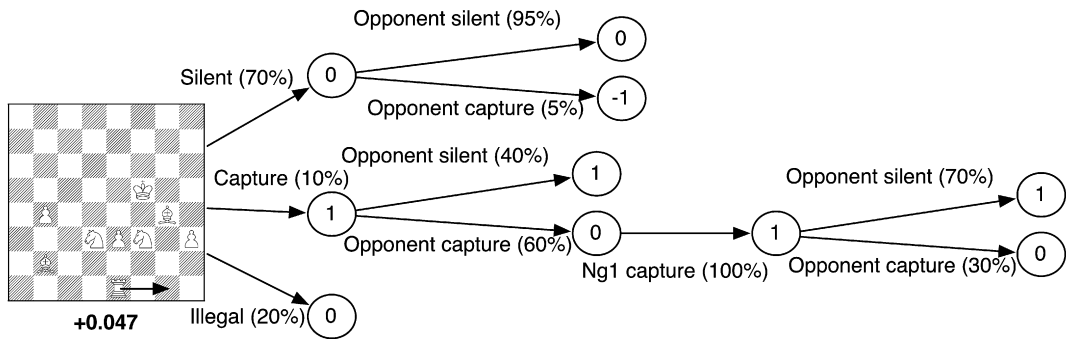 Opponent silent (95%)
0
Silent (70%)
0
Opponent capture (5%)
-1
Opponent silent (40%)
1
Opponent silent (70%)
1
Capture (10%)
1
Opponent capture (60%)
0
Ng1 capture (100%)
1
Opponent capture (30%)
0
+0.047
Illegal (20%)
0